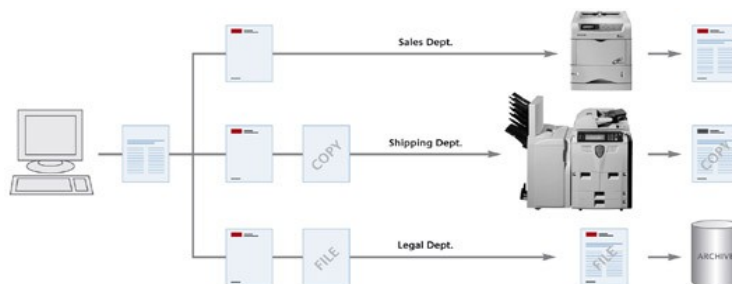 Sales Dept.
COPY
Shipping Dept.
COPY
FILE
Legal Dept.
FILE
ARCHIVE